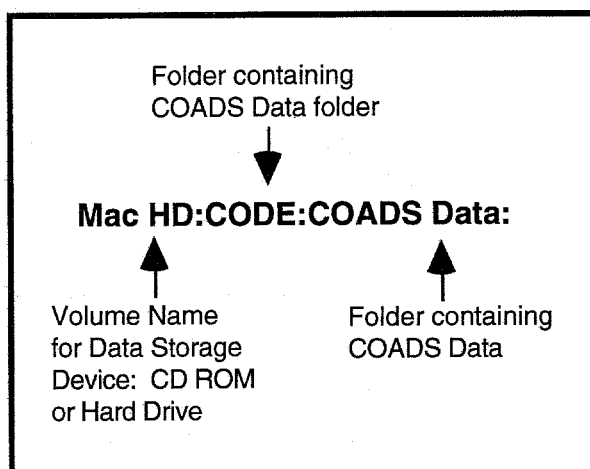 Folder containing
COADS Data folder
Mac HD:CODE:COADS Data:
Volume Name
for Data Storage
Device: CD ROM
or Hard Drive
Folder containing
COADS Data